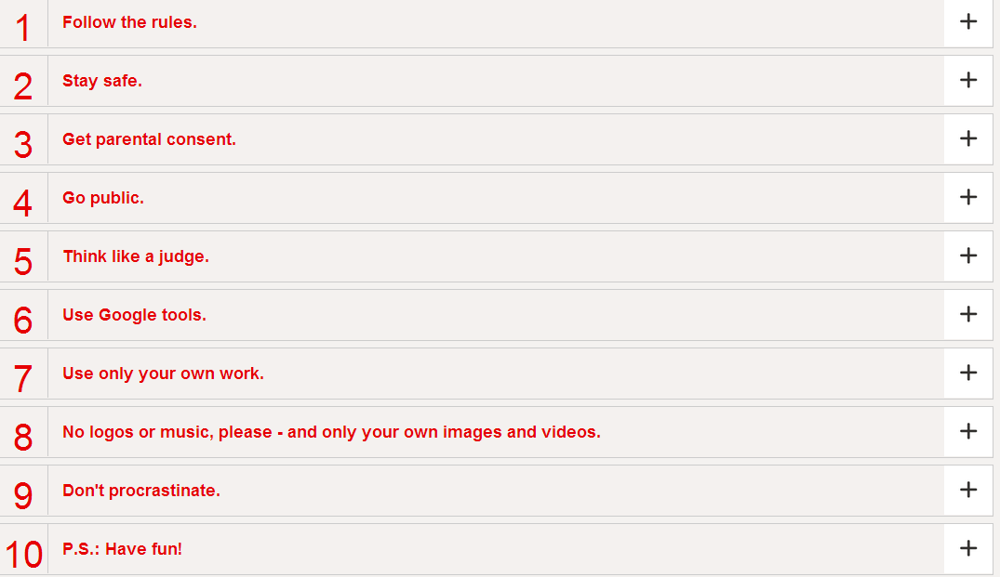 1 Follow the rules. +
2 Stay safe. +
3 Get parental consent. +
4 Go public. +
5 Think like a judge. +
6 Use Google tools. +
7 Use only your own work. +
8 No logos or music, please - and only your own images and videos. +
9 Don't procrastinate. +
10 P.S.: Have fun! +